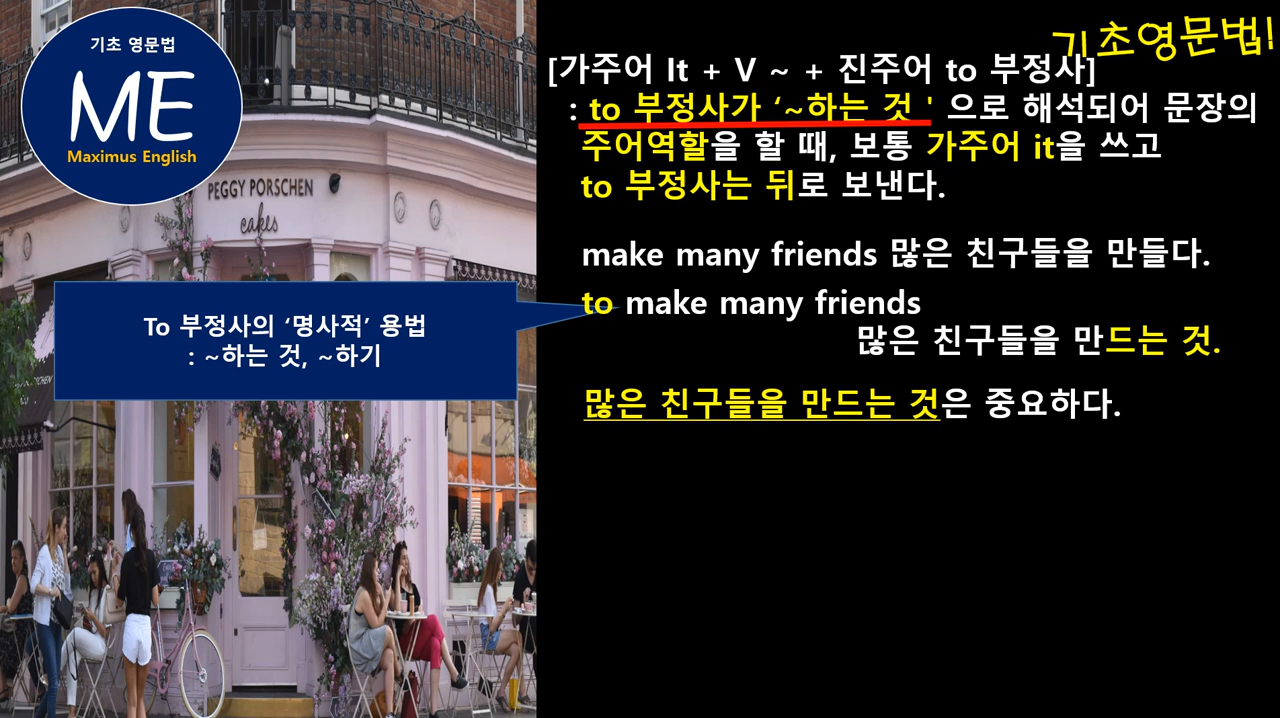 기초 영문법
ME
Maximus English
PEGGY PORSCHEN
cakes
To 부정사의 ‘명사적’ 용법
: ~하는 것, ~하기
기초영문법!
[가주어 It + V ~ + 진주어 to 부정사]
: to 부정사가 ‘~하는 것 ' 으로 해석되어 문장의
주어역할을 할 때, 보통 가주어 it을 쓰고
to 부정사는 뒤로 보낸다.
make many friends 많은 친구들을 만들다.
to make many friends
많은 친구들을 만드는 것.
많은 친구들을 만드는 것은 중요하다.